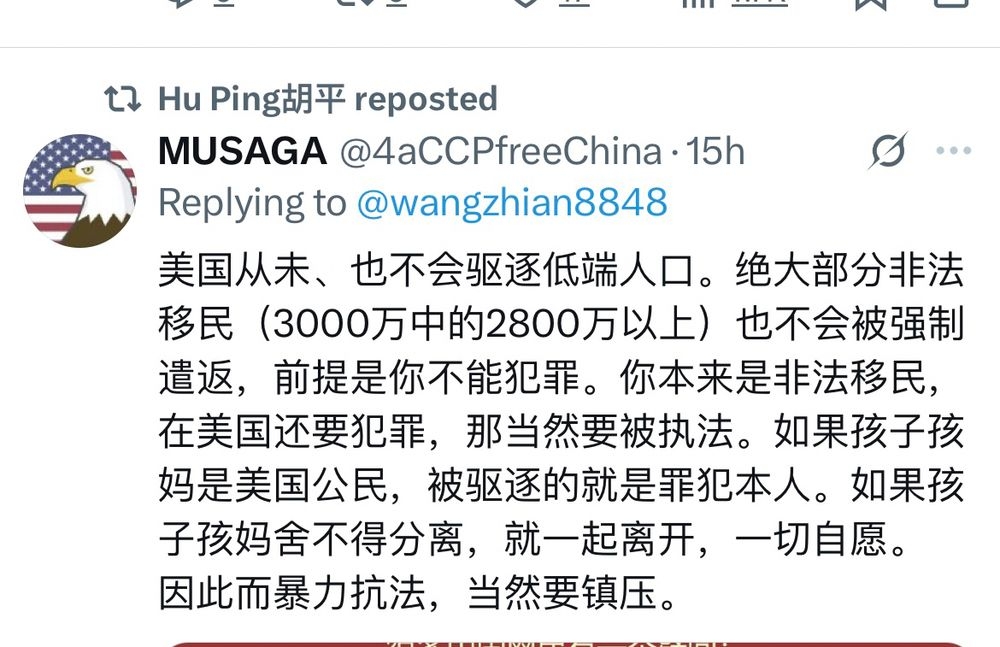 Hu Ping胡平 reposted
MUSAGA @4aCCPfreeChina · 15h
Replying to @wangzhian8848
美国从未、也不会驱逐低端人口。绝大部分非法
移民（3000万中的2800万以上）也不会被强制
遣返，前提是你不能犯罪。你本来是非法移民，
在美国还要犯罪，那当然要被执法。如果孩子孩
妈是美国公民，被驱逐的就是罪犯本人。如果孩
子孩妈舍不得分离，就一起离开，一切自愿。
因此而暴力抗法，当然要镇压。